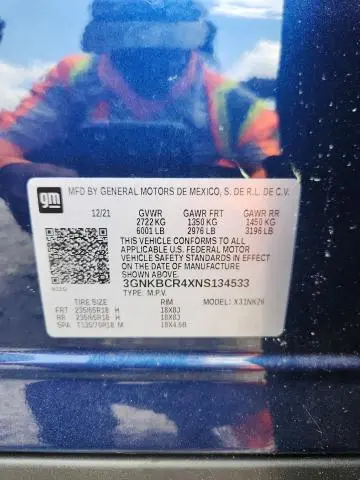 gm
MFD BY GENERAL MOTORS DE MEXICO, S. DE R.L. DE C.V.
12/21 GVWR GAWR FRT GAWR RR
2722 KG 1350 KG 1450 KG
6001 LB 2976 LB 3196 LB
THIS VEHICLE CONFORMS TO ALL
APPLICABLE U.S. FEDERAL MOTOR
VEHICLE SAFETY STANDARDS IN
EFFECT ON THE DATE OF
MANUFACTURE SHOWN ABOVE.
3GNKBCR4XNS134533
TYPE: M.P.V.
TIRE SIZE RIM MODEL: X31NK26
FRT 235/65R18 H 18X8J
RR 235/65R18 H 18X8J
SPA T135/70R18 M 18X4.5B